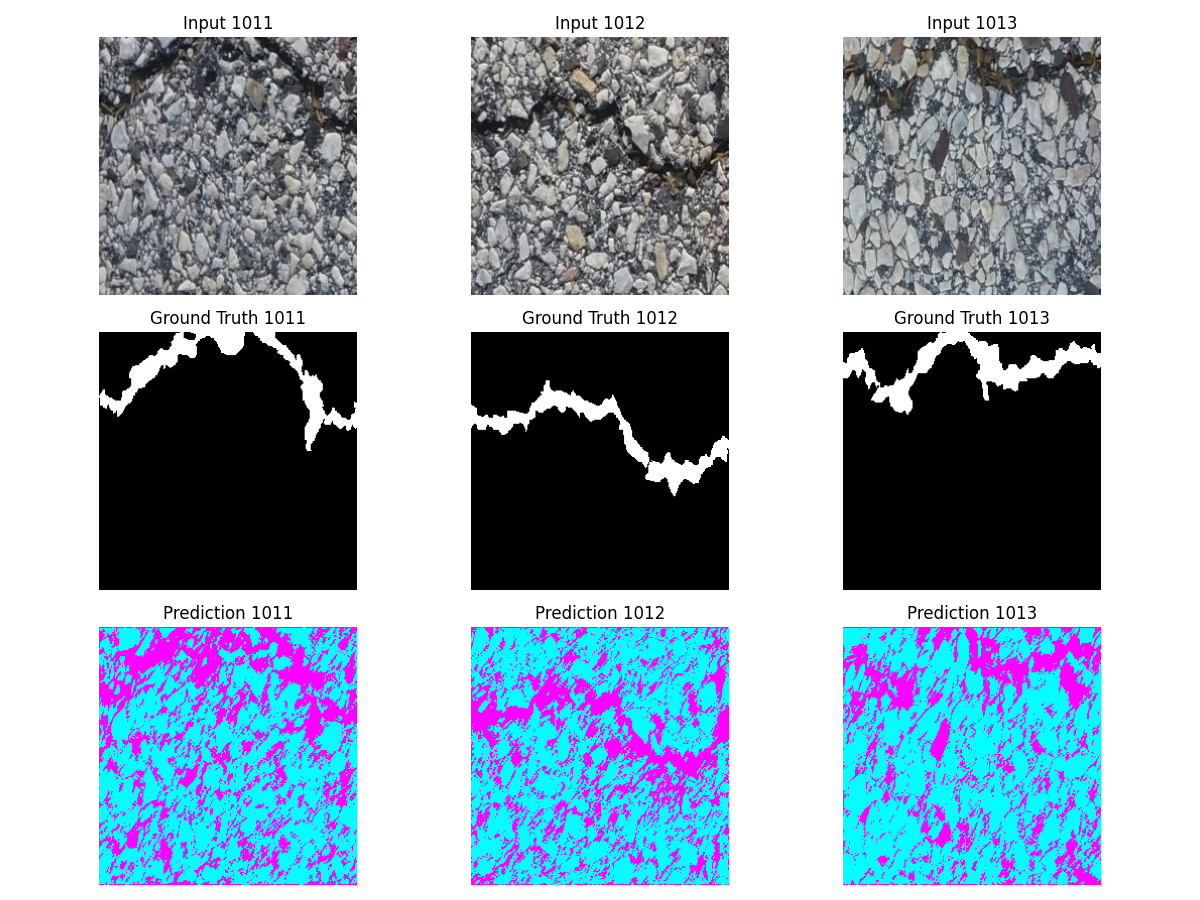 Input 1011
Input 1012
Input 1013
Ground Truth 1011
Ground Truth 1012
Ground Truth 1013
Prediction 1011
Prediction 1012
Prediction 1013